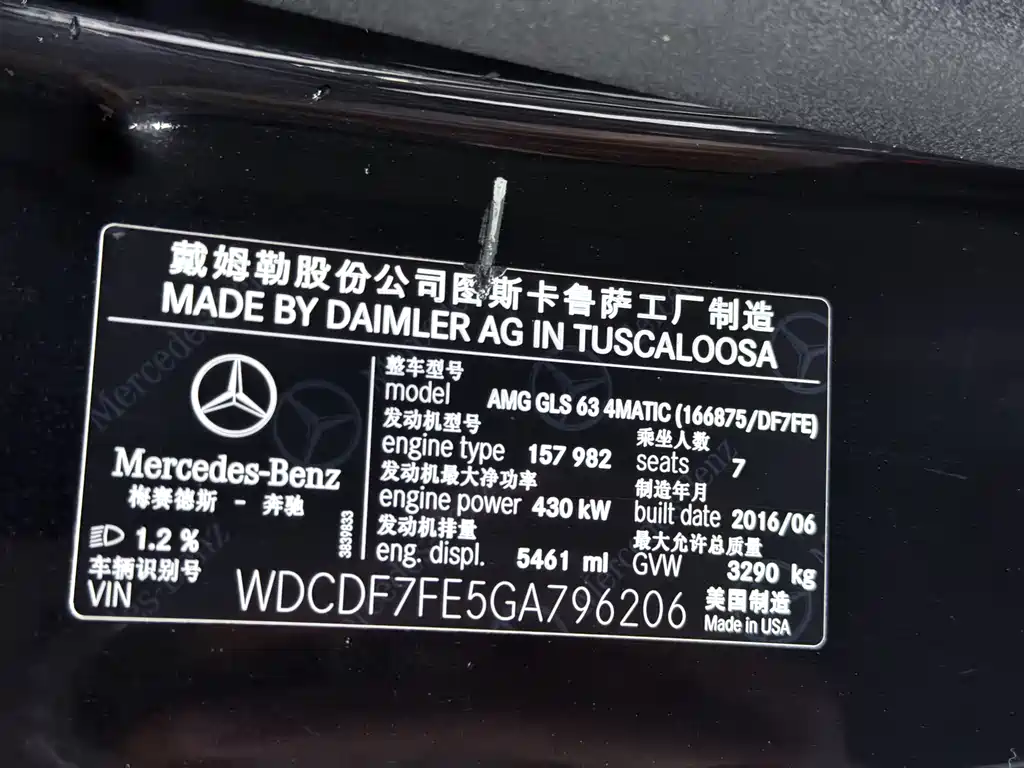 戴姆勒股份公司图斯卡鲁萨工厂制造
MADE BY DAIMLER AG IN TUSCALOOSA
Mercedes-Benz
梅赛德斯 - 奔驰
1.2 %
3839833
整车型号
model AMG GLS 63 4MATIC (166875/DF7FE)
发动机型号
engine type 157 982
乘坐人数
seats 7
发动机最大净功率
engine power 430 kW
制造年月
built date 2016/06
发动机排量
eng. displ. 5461 ml
最大允许总质量
GVW 3290 kg
车辆识别号
VIN WDCDF7FE5GA796206
美国制造
Made in USA